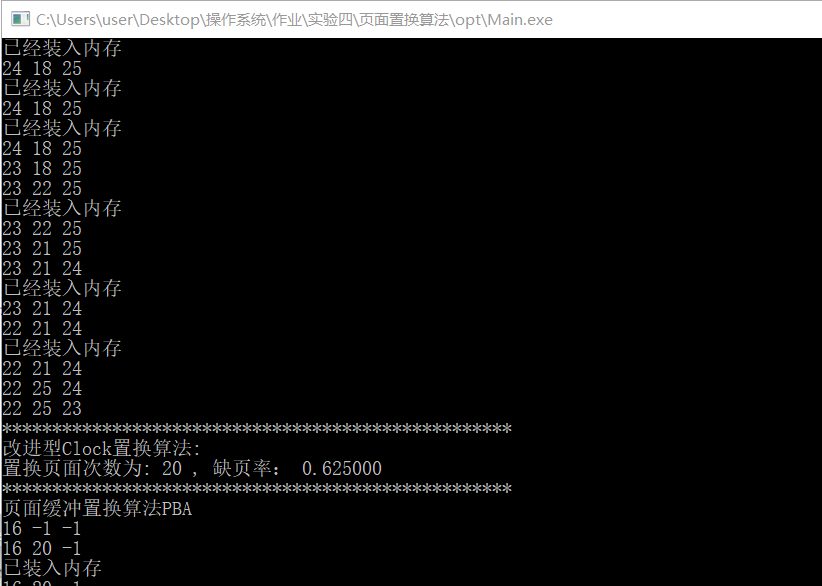 C:\Users\user\Desktop\操作系统\作业\实验四\页面置换算法\opt\Main.exe
已经装入内存
24 18 25
已经装入内存
24 18 25
已经装入内存
24 18 25
23 18 25
23 22 25
已经装入内存
23 22 25
23 21 25
23 21 24
已经装入内存
23 21 24
22 21 24
已经装入内存
22 21 24
22 25 24
22 25 23
***************************************************
改进型Clock置换算法:
置换页面次数为: 20 , 缺页率: 0.625000
***************************************************
页面缓冲置换算法PBA
16 -1 -1
16 20 -1
已装入内存
16 20 -1